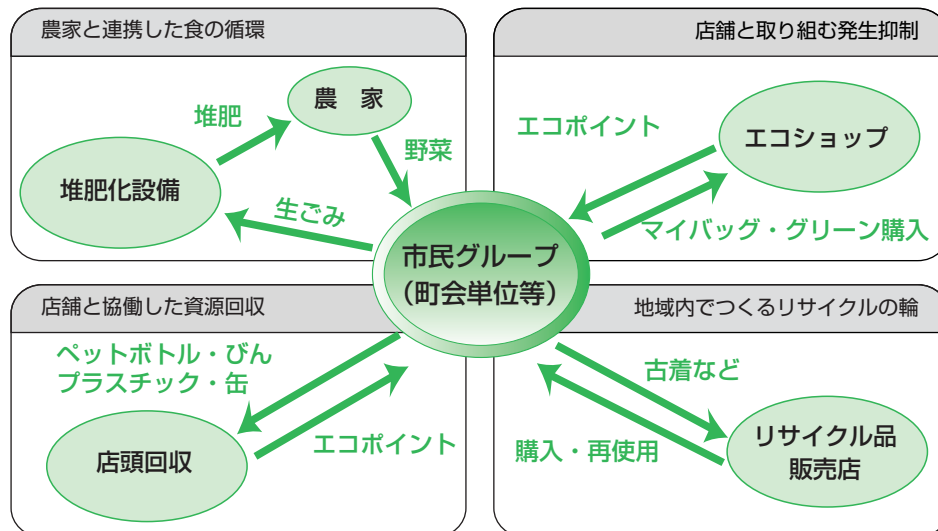 農家と連携した食の循環
農　家
堆肥
野菜
堆肥化設備
生ごみ
店舗と取り組む発生抑制
エコポイント
エコショップ
マイバッグ・グリーン購入
市民グループ
（町会単位等）
店舗と協働した資源回収
ペットボトル・びん
プラスチック・缶
エコポイント
店頭回収
地域内でつくるリサイクルの輪
古着など
購入・再使用
リサイクル品
販売店